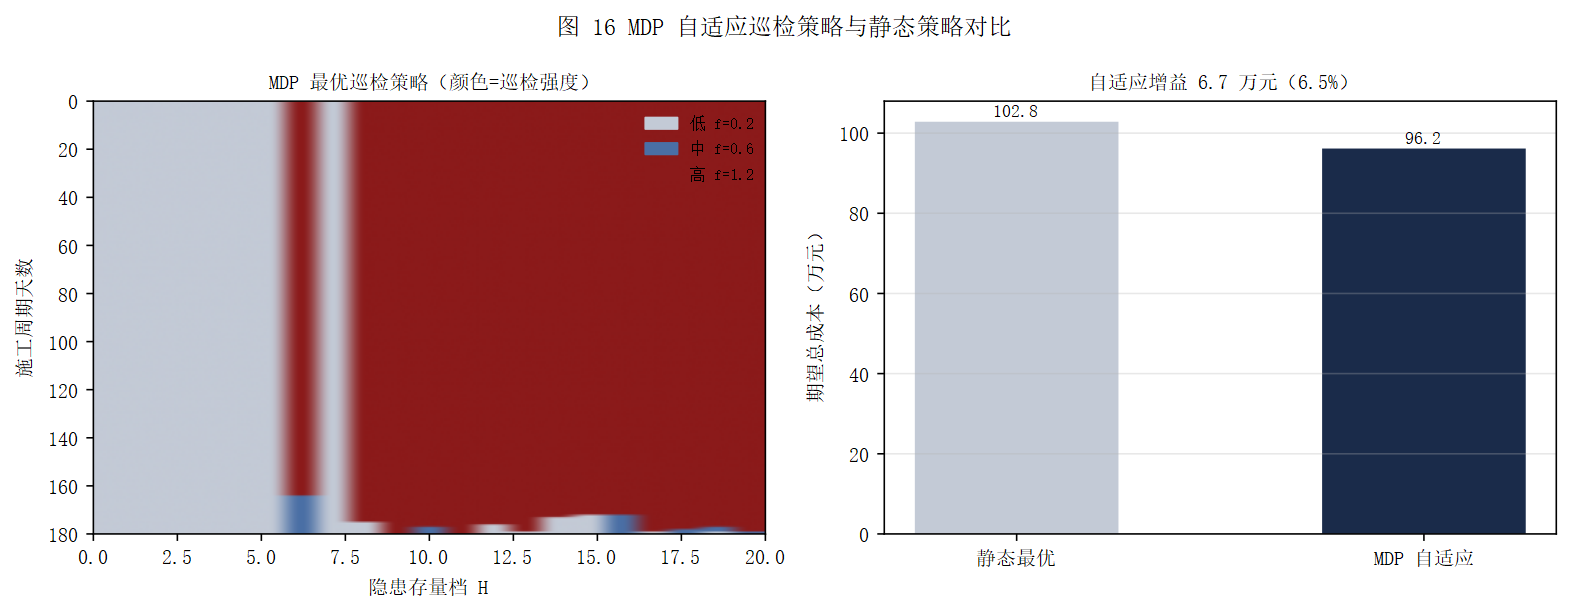 图 16 MDP 自适应巡检策略与静态策略对比
MDP 最优巡检策略（颜色=巡检强度）
低 f=0.2
中 f=0.6
高 f=1.2
施工周期天数
0
20
40
60
80
100
120
140
160
180
0.0 2.5 5.0 7.5 10.0 12.5 15.0 17.5 20.0
隐患存量档 H
自适应增益 6.7 万元（6.5%）
102.8
96.2
期望总成本（万元）
100
80
60
40
20
0
静态最优 MDP 自适应